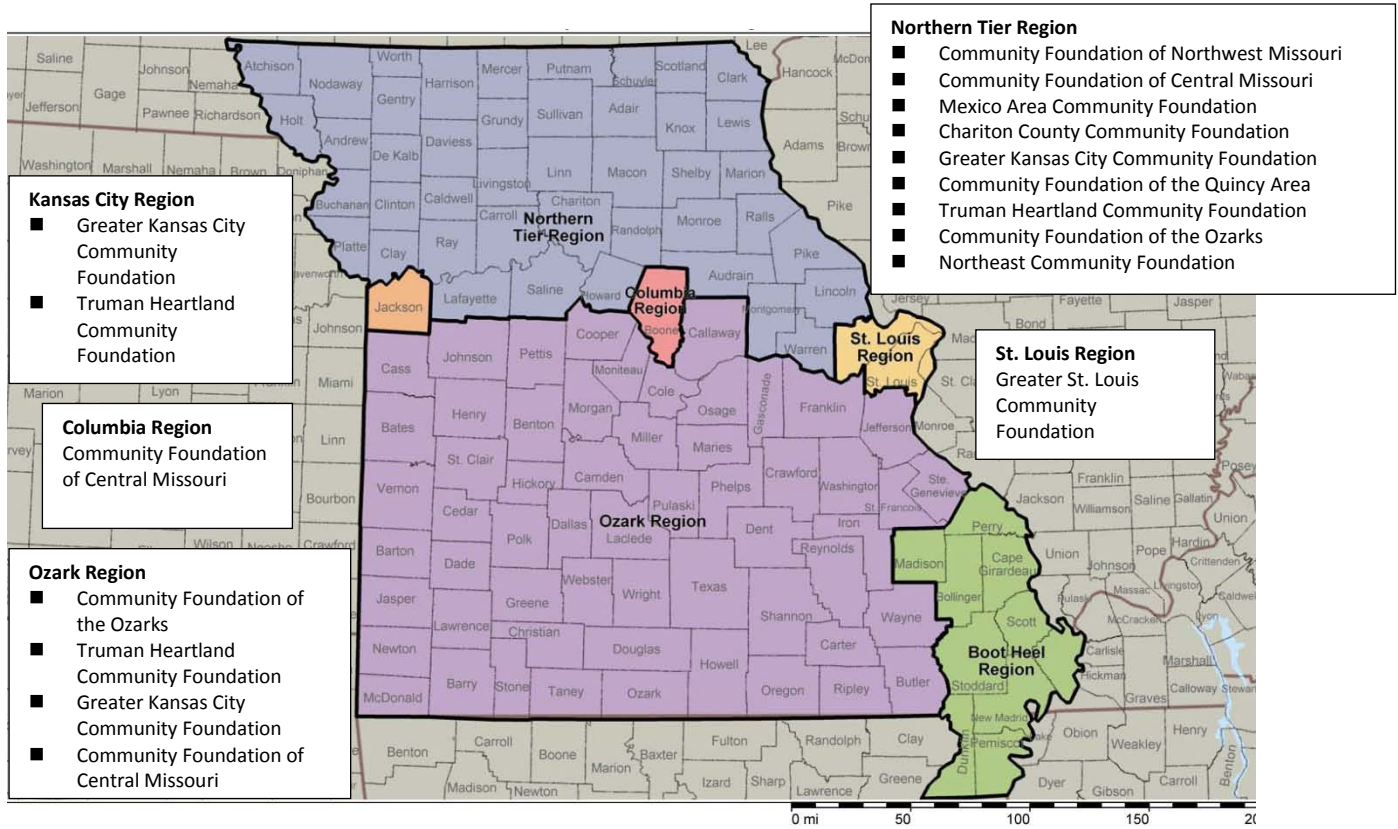 Northern Tier Region
■ Community Foundation of Northwest Missouri
■ Community Foundation of Central Missouri
■ Mexico Area Community Foundation
■ Chariton County Community Foundation
■ Greater Kansas City Community Foundation
■ Community Foundation of the Quincy Area
■ Truman Heartland Community Foundation
■ Community Foundation of the Ozarks
■ Northeast Community Foundation
Kansas City Region
■ Greater Kansas City
Community
Foundation
■ Truman Heartland
Community
Foundation
Columbia Region
Community Foundation
of Central Missouri
Ozark Region
■ Community Foundation of
the Ozarks
■ Truman Heartland
Community Foundation
■ Greater Kansas City
Community Foundation
■ Community Foundation of
Central Missouri
St. Louis Region
Greater St. Louis
Community
Foundation
Northern
Tier Region
Columbia
Region
St. Louis
Region
Ozark Region
Boot Heel
Region
Saline
Johnson
Nemaha
Jefferson
Gage
Pawnee
Richardson
Washington
Marshall
Nemaha
Brown
Doniphan
Atchison
Nodaway
Worth
Harrison
Mercer
Putnam
Schuyler
Scotland
Clark
Lee
Hancock
Holt
Gentry
Grundy
Sullivan
Adair
Knox
Lewis
Adams
Andrew
De Kalb
Daviess
Livingston
Linn
Macon
Shelby
Marion
Buchanan
Clinton
Caldwell
Carroll
Chariton
Randolph
Monroe
Ralls
Pike
Platte
Clay
Ray
Saline
Howard
Audrain
Pike
Jackson
Lafayette
Montgomery
Lincoln
Warren
Jersey
Fayette
Jasper
Bond
Johnson
Miami
Marion
Lyon
Linn
Bourbon
Wilson
Crawford
Cass
Johnson
Pettis
Cooper
Moniteau
Boone
Callaway
Cole
Osage
Gasconade
Franklin
St. Louis
Jefferson
Monroe
Bates
Henry
Benton
Morgan
Miller
Maries
St. Clair
Hickory
Camden
Pulaski
Phelps
Crawford
Washington
Ste.
Genevieve
St. Francois
Vernon
Cedar
Polk
Dallas
Laclede
Dent
Iron
Reynolds
Madison
Perry
Barton
Dade
Webster
Wright
Texas
Shannon
Wayne
Bollinger
Cape
Girardeau
Scott
Jasper
Lawrence
Greene
Christian
Douglas
Howell
Carter
Newton
McDonald
Barry
Stone
Taney
Ozark
Oregon
Ripley
Butler
Stoddard
New Madrid
Pemiscot
Dunklin
Franklin
Jackson
Williamson
Saline
Gallatin
Posey
Union
Union
Johnson
Pope
Hardin
Crittenden
Massac
Livingston
McCracken
Lyon
Carlisle
Hickman
Graves
Marshall
Calloway
Obion
Weakley
Henry
Benton
Dyer
Gibson
Carroll
Benton
Carroll
Boone
Marion
Baxter
Fulton
Randolph
Clay
Madison
Newton
Izard
Sharp
Lawrence
Greene
0 mi 50 100 150